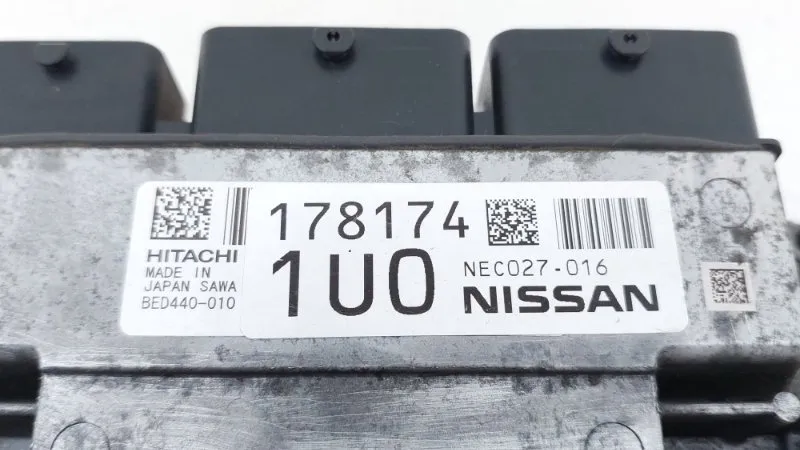 HITACHI
MADE IN
JAPAN SAWA
BED440-010
178174
1U0
NEC027-016
NISSAN